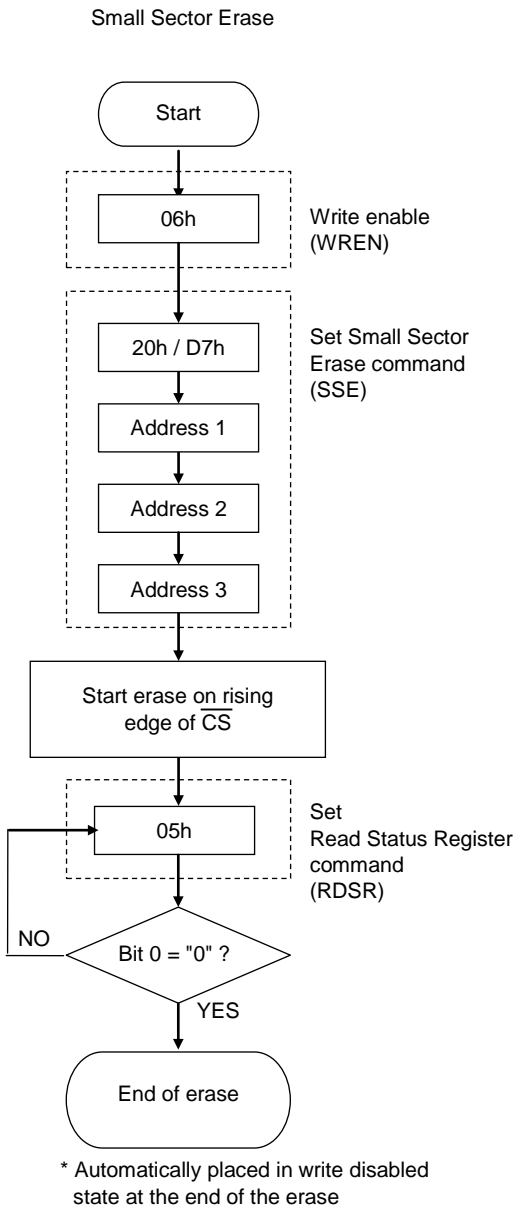 Small Sector Erase
Start
06h
Write enable
(WREN)
20h / D7h
Set Small Sector
Erase command
(SSE)
Address 1
Address 2
Address 3
Start erase on rising
edge of C̅S̅
05h
Set
Read Status Register
command
(RDSR)
NO
Bit 0 = "0" ?
YES
End of erase
* Automatically placed in write disabled
state at the end of the erase